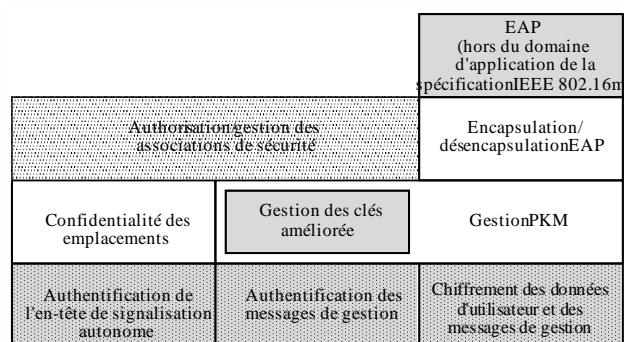 EAP
(hors du domaine
d'application de la
spécificationIEEE 802.16m
Authorisation/gestion des
associations de sécurité
Encapsulation/
désencapsulationEAP
Confidentialité des
emplacements
Gestion des clés
améliorée
GestionPKM
Authentification de
l'en-tête de signalisation
autonome
Authentification des
messages de gestion
Chiffrement des données
d'utilisateur et des
messages de gestion